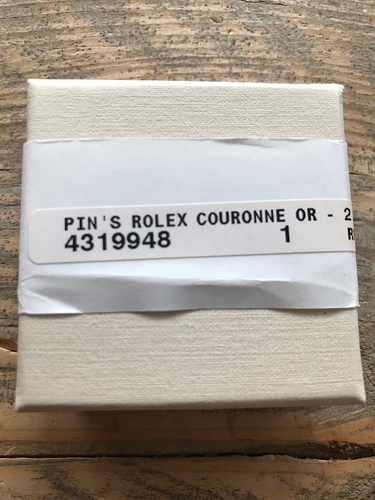 PIN'S ROLEX COURONNE OR - 2
4319948 1 R